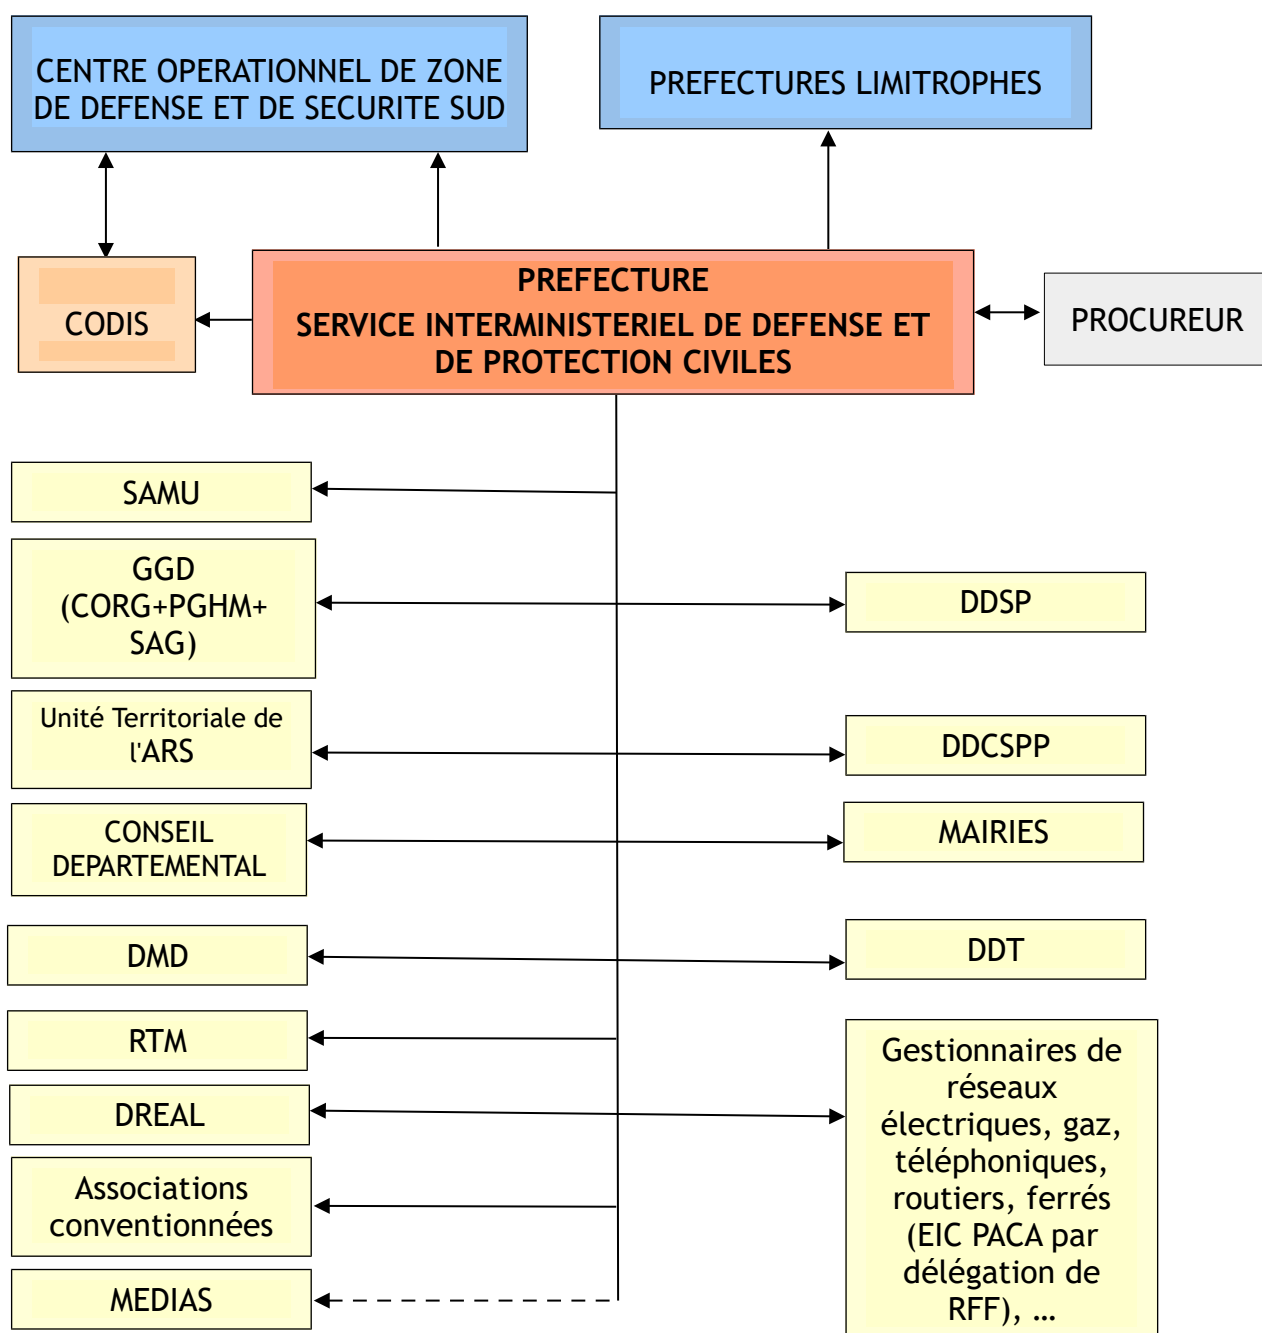 CENTRE OPERATIONNEL DE ZONE
DE DEFENSE ET DE SECURITE SUD
PREFECTURES LIMITROPHES
CODIS
PREFECTURE
SERVICE INTERMINISTERIEL DE DEFENSE ET
DE PROTECTION CIVILES
PROCUREUR
SAMU
GGD
(CORG+PGHM+
SAG)
DDSP
Unité Territoriale de
l'ARS
DDCSPP
CONSEIL
DEPARTEMENTAL
MAIRIES
DMD
DDT
RTM
DREAL
Associations
conventionnées
MEDIAS
Gestionnaires de
réseaux
électriques, gaz,
téléphoniques,
routiers, ferrés
(EIC PACA par
délégation de
RFF), ...